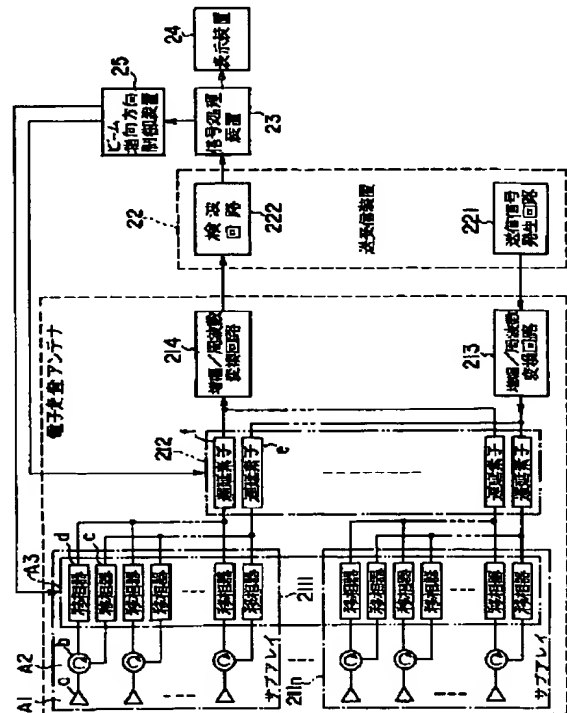 電子走査アンテナ
A1
A2
A3
a
b
c
d
移相器
移相器
移相器
移相器
移相器
移相器
2111
サブアレイ
移相器
移相器
移相器
移相器
移相器
移相器
211n
サブアレイ
22
212
遅延素子
遅延素子
e
遅延素子
遅延素子
214
増幅/周波数
変換回路
213
増幅/周波数
変換回路
22
222
検波
回路
送受信装置
221
送信信号
発生回路
25
ビーム
指向方向
制御装置
23
信号処理
装置
24
表示装置